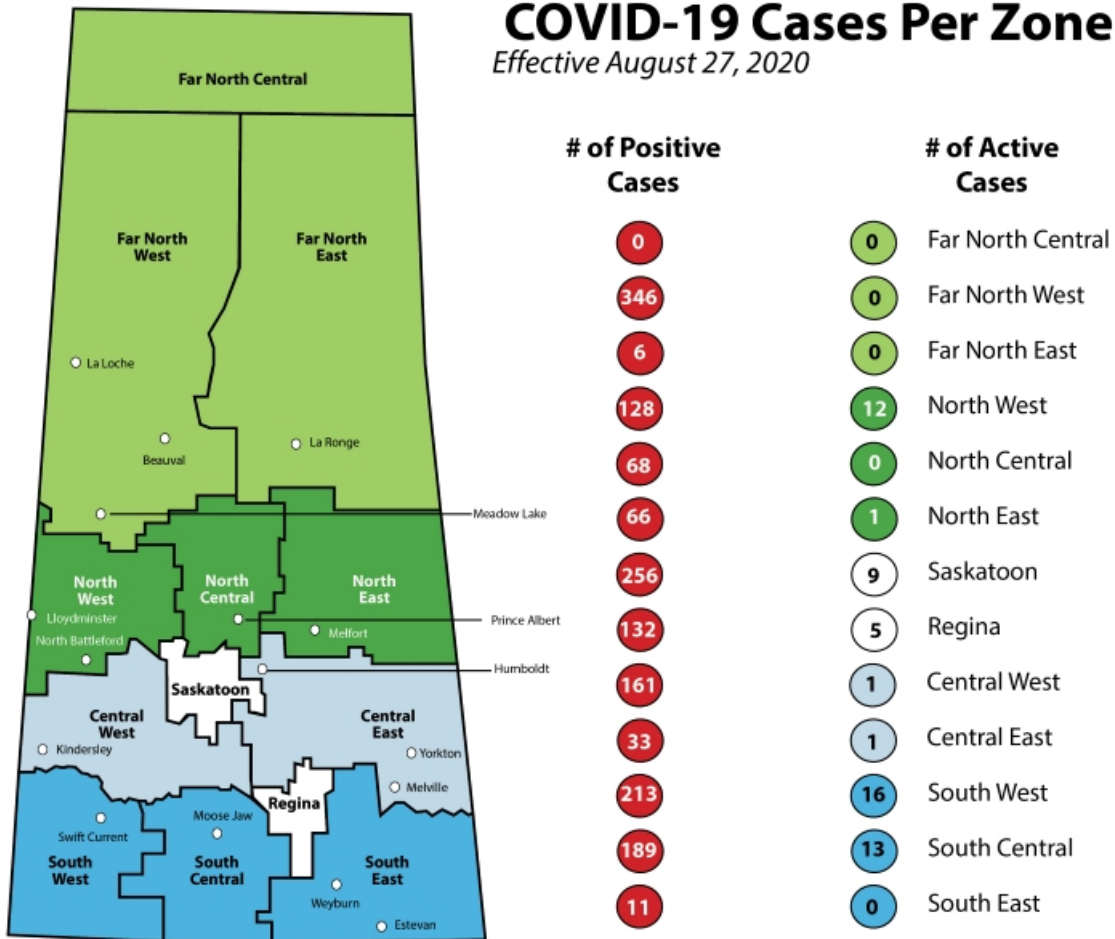 COVID-19 Cases Per Zone
Effective August 27, 2020
Far North Central
Far North
West
Far North
East
La Loche
Beauval
La Ronge
Meadow Lake
North
West
North
Central
North
East
Lloydminster
Prince Albert
North Battleford
Melfort
Humboldt
Saskatoon
Central
West
Central
East
Kindersley
Yorkton
Melville
Regina
Moose Jaw
Swift Current
South
West
South
Central
South
East
Weyburn
Estevan
# of Positive
Cases
# of Active
Cases
0 0 Far North Central
346 0 Far North West
6 0 Far North East
128 12 North West
68 0 North Central
66 1 North East
256 9 Saskatoon
132 5 Regina
161 1 Central West
33 1 Central East
213 16 South West
189 13 South Central
11 0 South East